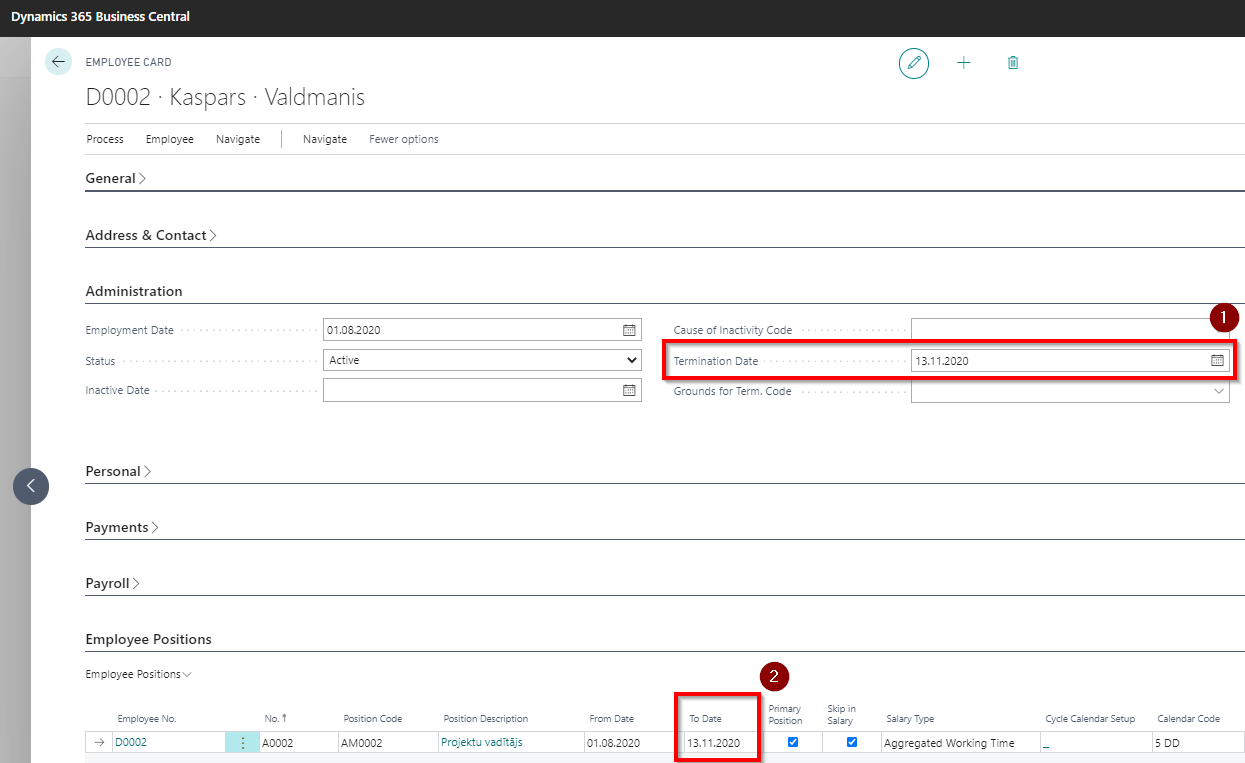 Dynamics 365 Business Central
EMPLOYEE CARD
D0002 · Kaspars · Valdmanis
Process Employee Navigate Navigate Fewer options
General
Address & Contact
Administration
Employment Date 01.08.2020
Status Active
Inactive Date
Cause of Inactivity Code
1
Termination Date 13.11.2020
Grounds for Term. Code
Personal
Payments
Payroll
Employee Positions
Employee Positions
2
Employee No. No. ↑ Position Code Position Description From Date To Date Primary Position Skip in Salary Salary Type Cycle Calendar Setup Calendar Code
D0002 A0002 AM0002 Projektu vadītājs 01.08.2020 13.11.2020 Aggregated Working Time _ 5 DD